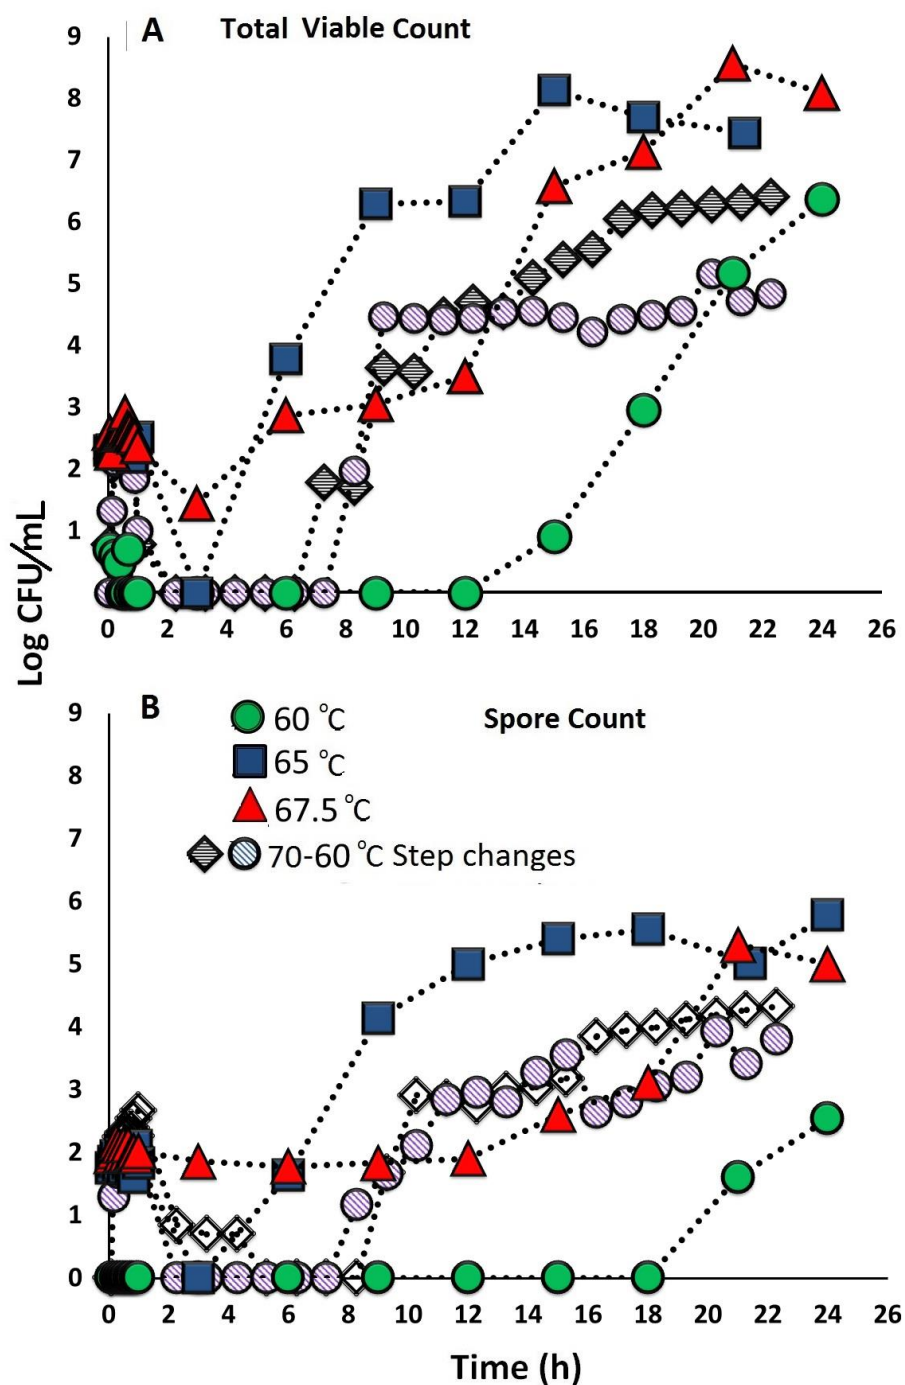 A Total Viable Count
9
8
7
6
5
4
3
2
1
0 2 4 6 8 10 12 14 16 18 20 22 24 26
Log CFU/mL
B Spore Count
9
8
7
6
5
4
3
2
1
0
60 °C
65 °C
67.5 °C
70-60 °C Step changes
0 2 4 6 8 10 12 14 16 18 20 22 24 26
Time (h)